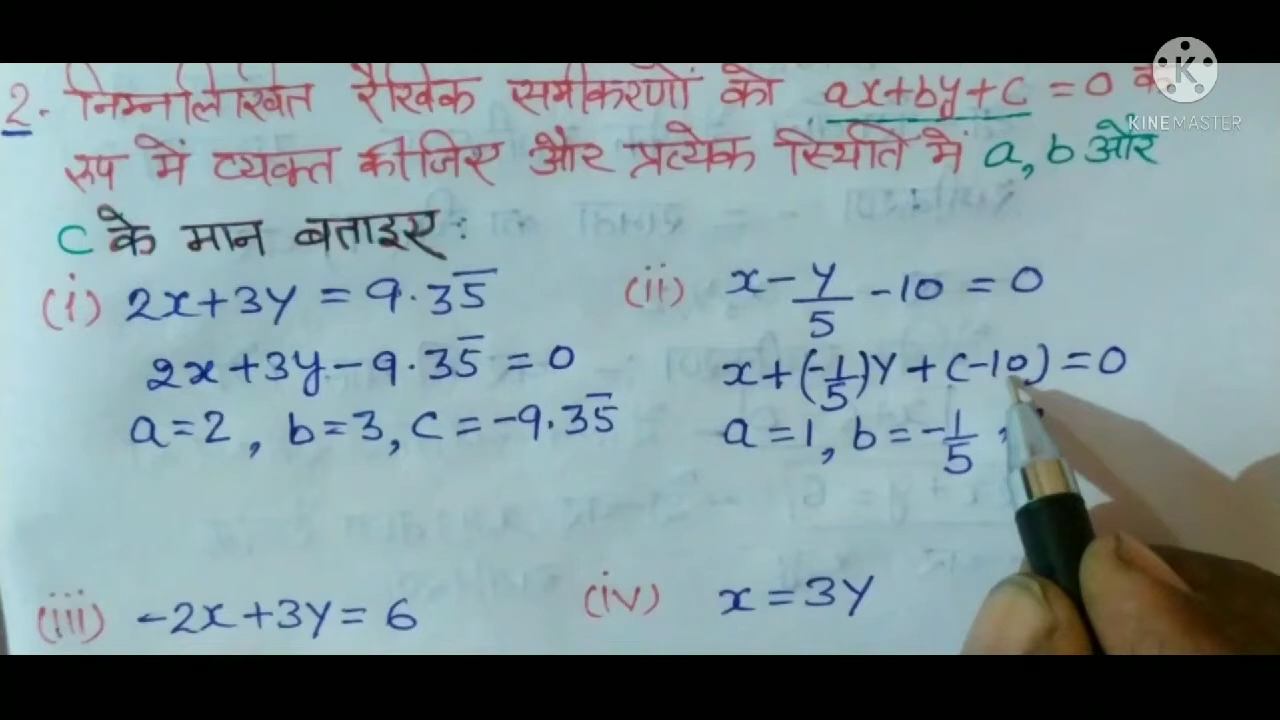 2. निम्नलिखित रैखिक समीकरणों को ax+by+c = 0 के
रूप में व्यक्त कीजिए और प्रत्येक स्थिति में a, b और
C के मान बताइए:
(i) 2x+3y = 9.35̅
(ii) x - y/5 - 10 = 0
2x+3y-9.35̅ = 0
x+(-1/5)y+(-10) = 0
a=2, b=3, c = -9.35̅
a=1, b=-1/5,
(iii) -2x+3y = 6
(iv) x = 3y
K
KINEMASTER